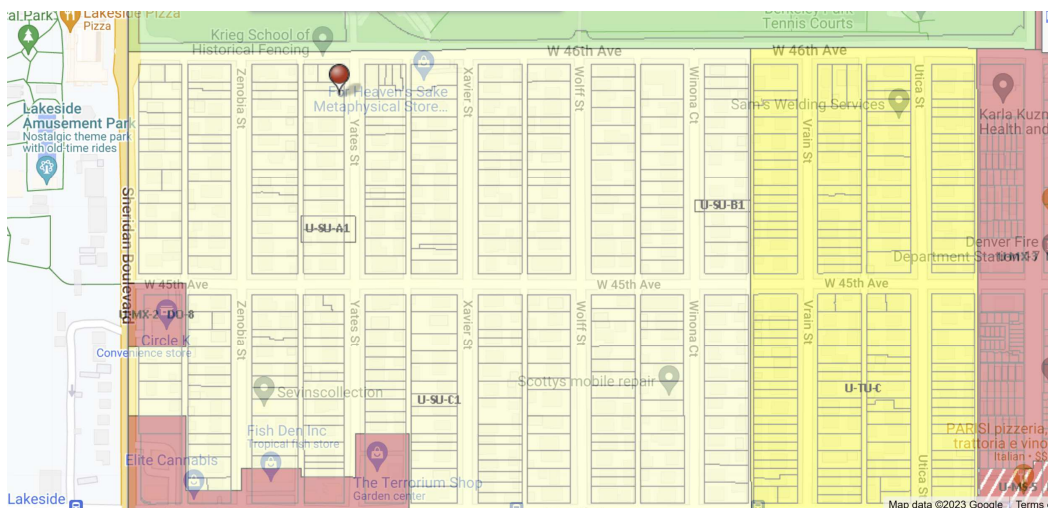 Lakeside Pizza
Pizza
Krieg School of
Historical Fencing
Berkeley Park
Tennis Courts
W 46th Ave
W 46th Ave
Lakeside
Amusement Park
Nostalgic theme park
with old-time rides
Zenobia St
For Heaven's Sake
Metaphysical Store...
Yates St
Xavier St
Wolff St
Winona Ct
Sam's Welding Services
Vrain St
Utica St
Karla Kuzn
Health and
Sheridan Boulevard
U-SU-A1
U-SU-B1
Denver Fire
Department Station
W 45th Ave
W 45th Ave
W 45th Ave
U-MX-2 DO-8
Circle K
Convenience store
Zenobia St
Yates St
Xavier St
Wolff St
Winona Ct
Vrain St
Sevinscollection
Scottys mobile repair
U-SU-C1
U-TU-C
Fish Den Inc
Tropical fish store
Elite Cannabis
The Terrorium Shop
Garden center
PARISI pizzeria,
trattoria e vino
Italian • $$
Utica St
U-MS-5
Lakeside
Map data ©2023 Google
Terms